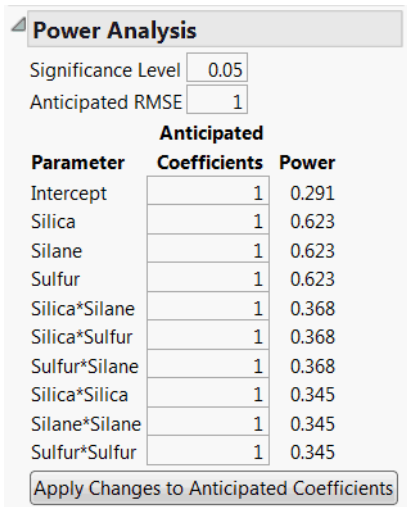 Power Analysis
Significance Level 0.05
Anticipated RMSE 1
Anticipated
Parameter Coefficients Power
Intercept 1 0.291
Silica 1 0.623
Silane 1 0.623
Sulfur 1 0.623
Silica*Silane 1 0.368
Silica*Sulfur 1 0.368
Sulfur*Silane 1 0.368
Silica*Silica 1 0.345
Silane*Silane 1 0.345
Sulfur*Sulfur 1 0.345
Apply Changes to Anticipated Coefficients